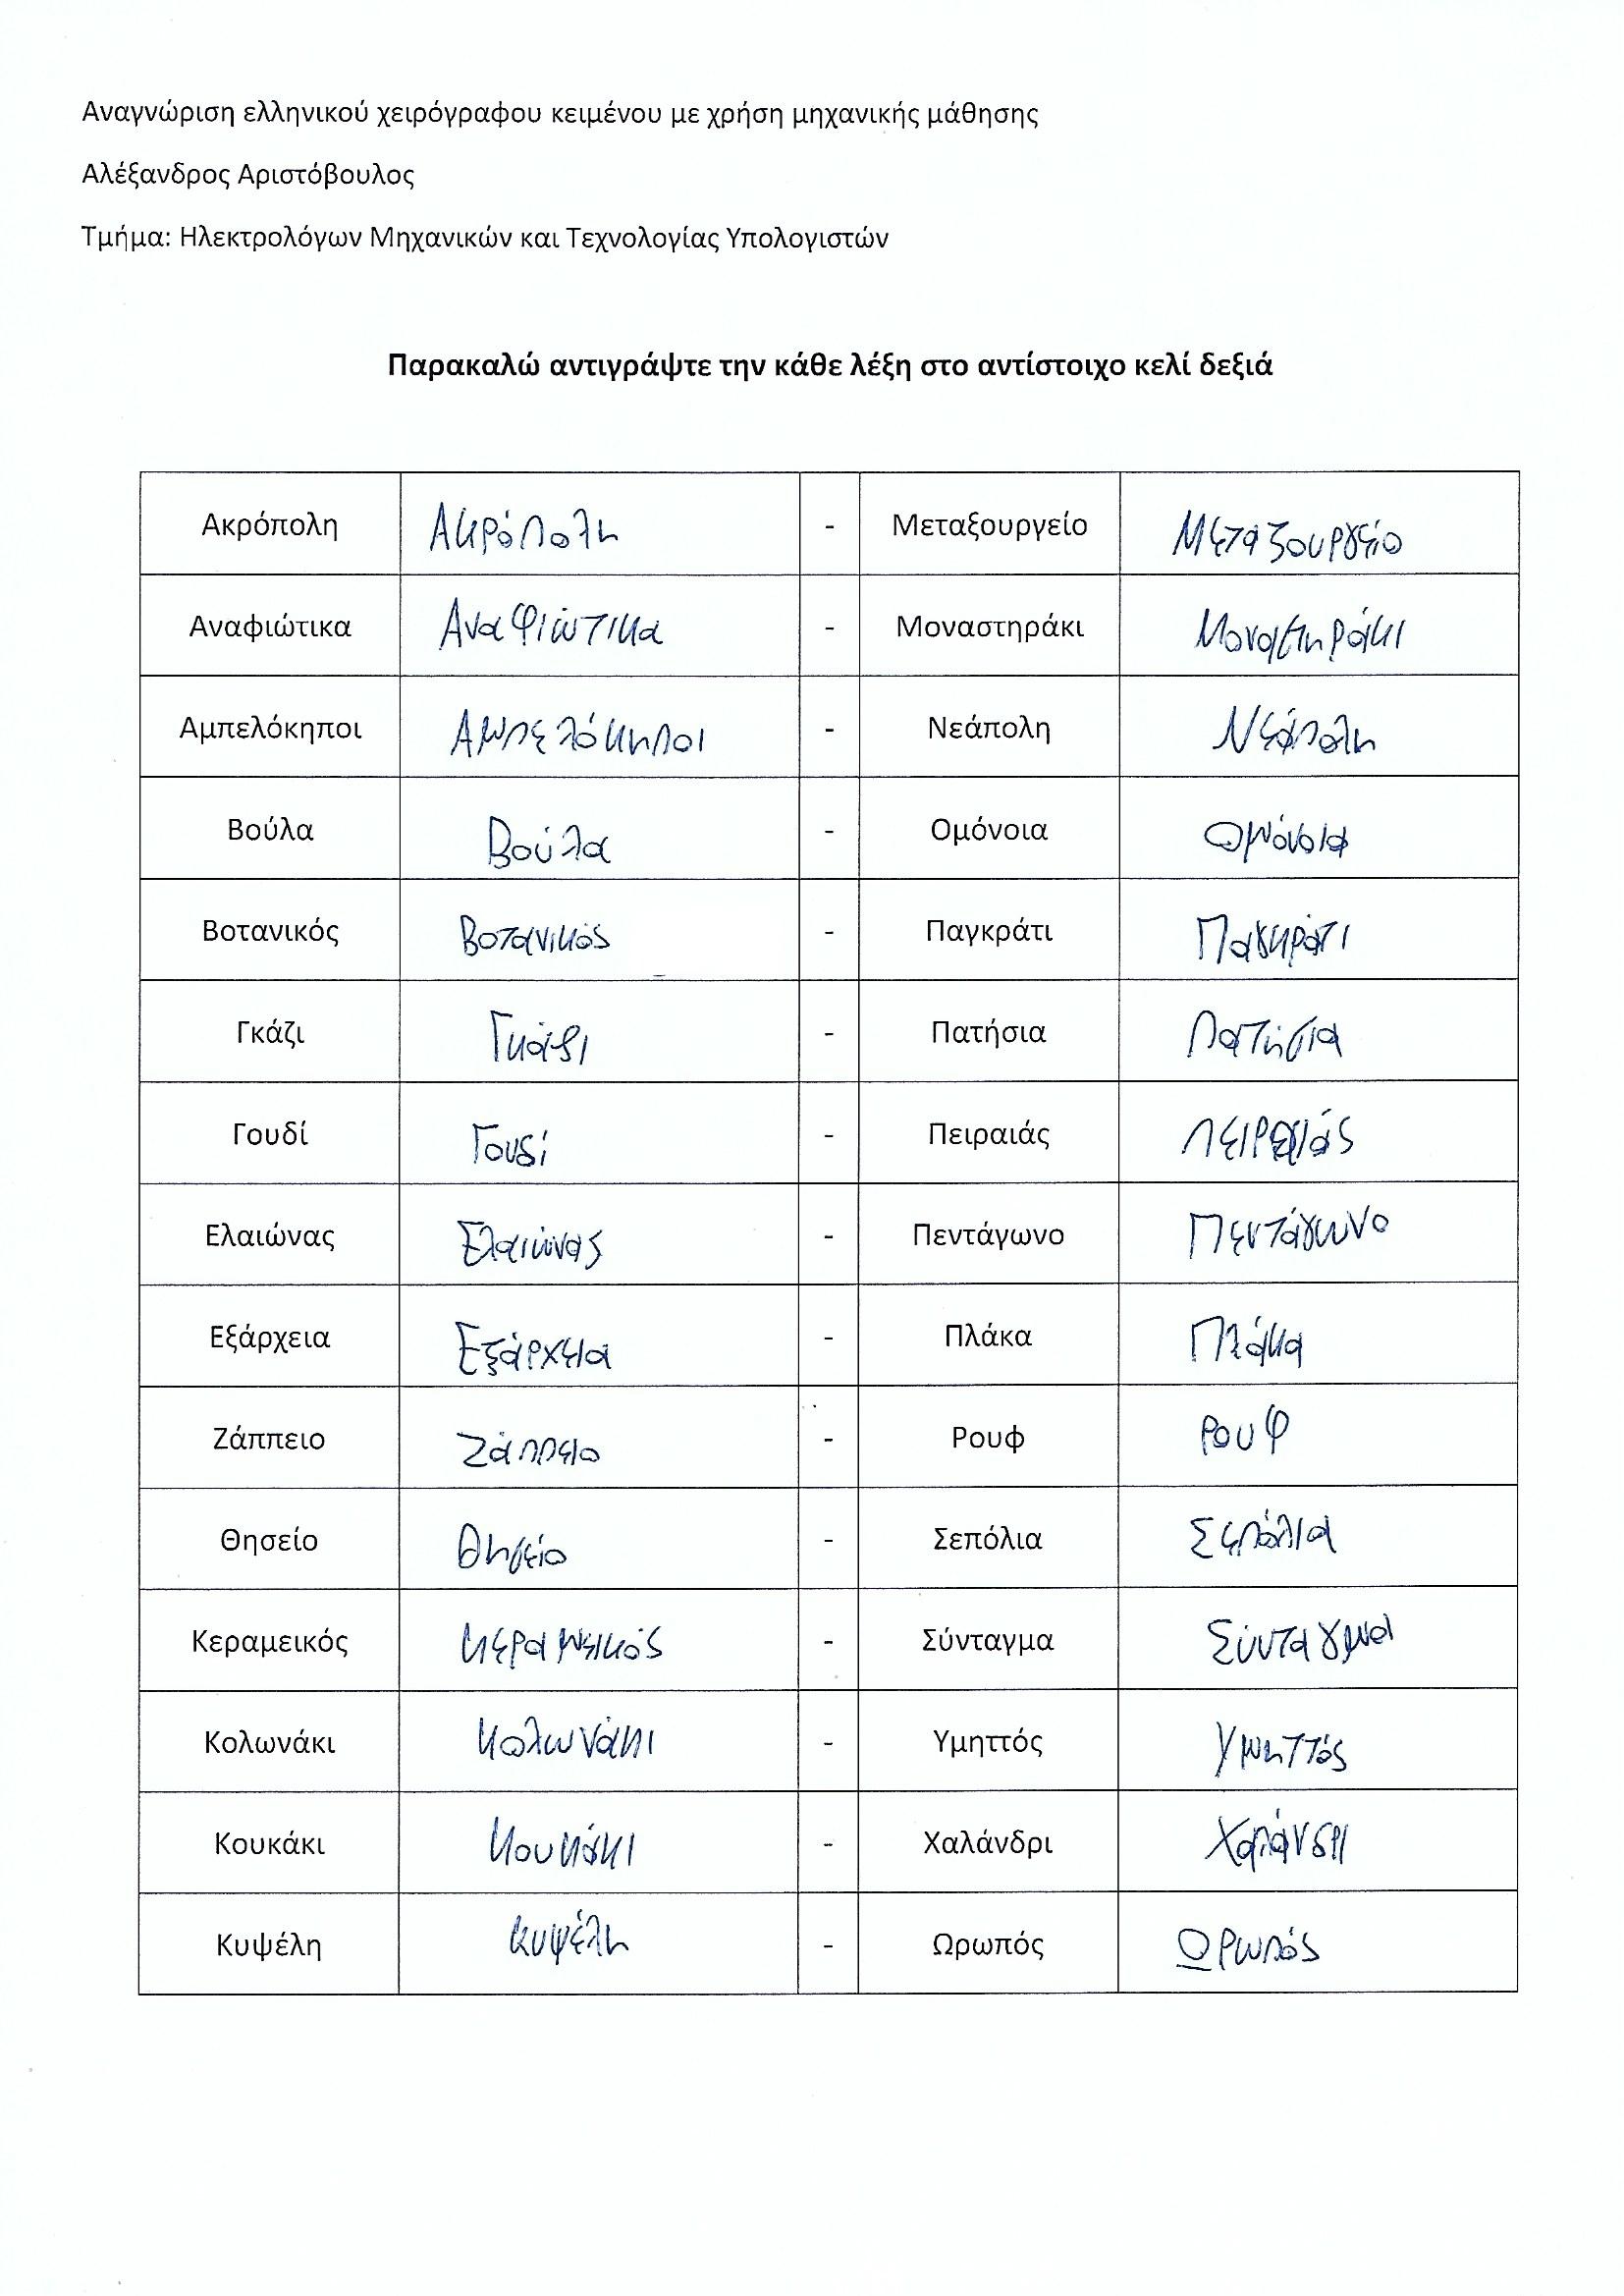 Αναγνώριση ελληνικού χειρόγραφου κειμένου με χρήση μηχανικής μάθησης
Αλέξανδρος Αριστόβουλος
Τμήμα: Ηλεκτρολόγων Μηχανικών και Τεχνολογίας Υπολογιστών
Παρακαλώ αντιγράψτε την κάθε λέξη στο αντίστοιχο κελί δεξιά
Ακρόπολη Ακρόπολη - Μεταξουργείο Μεταξουργείο
Αναφιώτικα Αναφιώτικα - Μοναστηράκι Μοναστηράκι
Αμπελόκηποι Αμπελόκηποι - Νεάπολη Νεάπολη
Βούλα Βούλα - Ομόνοια Ομόνοια
Βοτανικός Βοτανικός - Παγκράτι Παγκράτι
Γκάζι Γκάζι - Πατήσια Πατήσια
Γουδί Γουδί - Πειραιάς Πειραιάς
Ελαιώνας Ελαιώνας - Πεντάγωνο Πεντάγωνο
Εξάρχεια Εξάρχεια - Πλάκα Πλάκα
Ζάππειο Ζάππειο - Ρουφ Ρουφ
Θησείο Θησείο - Σεπόλια Σεπόλια
Κεραμεικός Κεραμεικός - Σύνταγμα Σύνταγμα
Κολωνάκι Κολωνάκι - Υμηττός Υμηττός
Κουκάκι Κουκάκι - Χαλάνδρι Χαλάνδρι
Κυψέλη Κυψέλη - Ωρωπός Ωρωπός